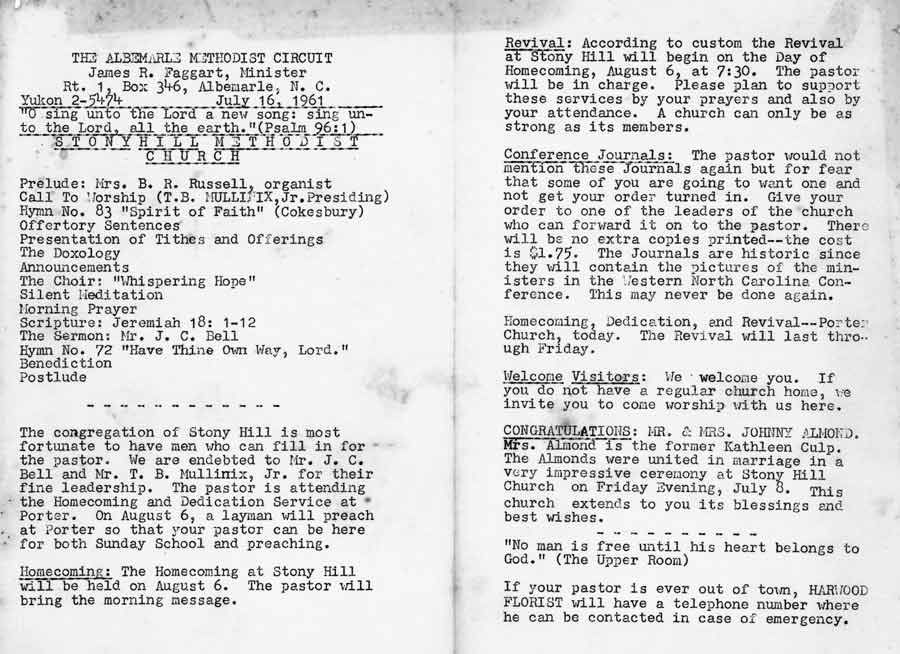 THE ALBEMARLE METHODIST CIRCUIT
James R. Faggart, Minister
Rt. 1, Box 346, Albemarle, N. C.
Yukon 2-5474 July 16, 1961
"O sing unto the Lord a new song: sing un-
to the Lord, all the earth."(Psalm 96:1)
S T O N Y H I L L M E T H O D I S T
C H U R C H
Prelude: Mrs. B. R. Russell, organist
Call To Worship (T.B. MULLINIX,Jr.Presiding)
Hymn No. 83 "Spirit of Faith" (Cokesbury)
Offertory Sentences
Presentation of Tithes and Offerings
The Doxology
Announcements
The Choir: "Whispering Hope"
Silent Meditation
Morning Prayer
Scripture: Jeremiah 18: 1-12
The Sermon: Mr. J. C. Bell
Hymn No. 72 "Have Thine Own Way, Lord."
Benediction
Postlude
- - - - - - - - - - - -
The congregation of Stony Hill is most
fortunate to have men who can fill in for
the pastor. We are endebted to Mr. J. C.
Bell and Mr. T. B. Mullinix, Jr. for their
fine leadership. The pastor is attending
the Homecoming and Dedication Service at
Porter. On August 6, a layman will preach
at Porter so that your pastor can be here
for both Sunday School and preaching.
Homecoming: The Homecoming at Stony Hill
will be held on August 6. The pastor will
bring the morning message.
Revival: According to custom the Revival
at Stony Hill will begin on the Day of
Homecoming, August 6, at 7:30. The pastor
will be in charge. Please plan to support
these services by your prayers and also by
your attendance. A church can only be as
strong as its members.
Conference Journals: The pastor would not
mention these Journals again but for fear
that some of you are going to want one and
not get your order turned in. Give your
order to one of the leaders of the church
who can forward it on to the pastor. There
will be no extra copies printed--the cost
is $1.75. The Journals are historic since
they will contain the pictures of the min-
isters in the Western North Carolina Con-
ference. This may never be done again.
Homecoming, Dedication, and Revival--Porter
Church, today. The Revival will last thro-
ugh Friday.
Welcome Visitors: We welcome you. If
you do not have a regular church home, we
invite you to come worship with us here.
CONGRATULATIONS: MR. & MRS. JOHNNY ALMOND.
Mrs. Almond is the former Kathleen Culp.
The Almonds were united in marriage in a
very impressive ceremony at Stony Hill
Church on Friday Evening, July 8. This
church extends to you its blessings and
best wishes.
- - - - - - - - - -
"No man is free until his heart belongs to
God." (The Upper Room)
If your pastor is ever out of town, HARWOOD
FLORIST will have a telephone number where
he can be contacted in case of emergency.